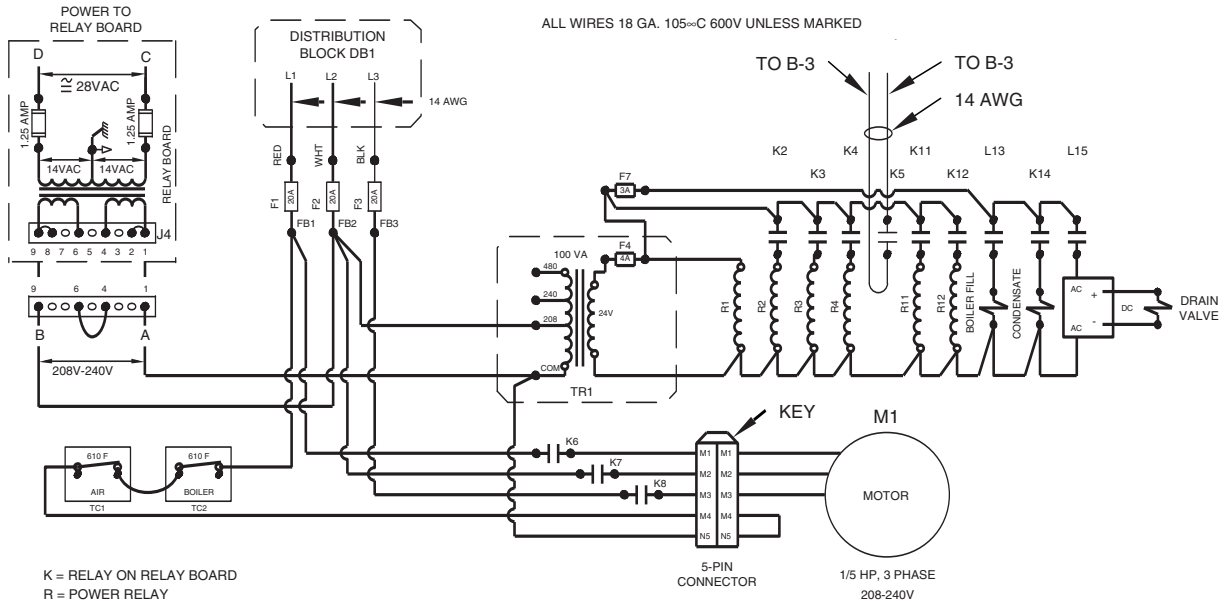 POWER TO
RELAY BOARD
D
C
≅ 28VAC
1.25 AMP
1.25 AMP
14VAC
14VAC
RELAY BOARD
J4
9 8 7 6 5 4 3 2 1
9 6 4 1
B
A
208V-240V
DISTRIBUTION
BLOCK DB1
L1
L2
L3
14 AWG
RED
WHT
BLK
F1
20A
F2
20A
F3
20A
FB1
FB2
FB3
ALL WIRES 18 GA. 105∞C 600V UNLESS MARKED
TO B-3
TO B-3
14 AWG
K2
K3
K4
K5
K11
K12
L13
K14
L15
F7
3A
F4
4A
100 VA
480
240
208
COM
24V
TR1
R1
R2
R3
R4
R11
R12
BOILER FILL
CONDENSATE
AC
+
AC
-
DC
DRAIN
VALVE
610 F
AIR
TC1
610 F
BOILER
TC2
K6
K7
K8
KEY
M1 M1
M2 M2
M3 M3
M4 M4
N5 N5
5-PIN
CONNECTOR
M1
MOTOR
1/5 HP, 3 PHASE
208-240V
K = RELAY ON RELAY BOARD
R = POWER RELAY